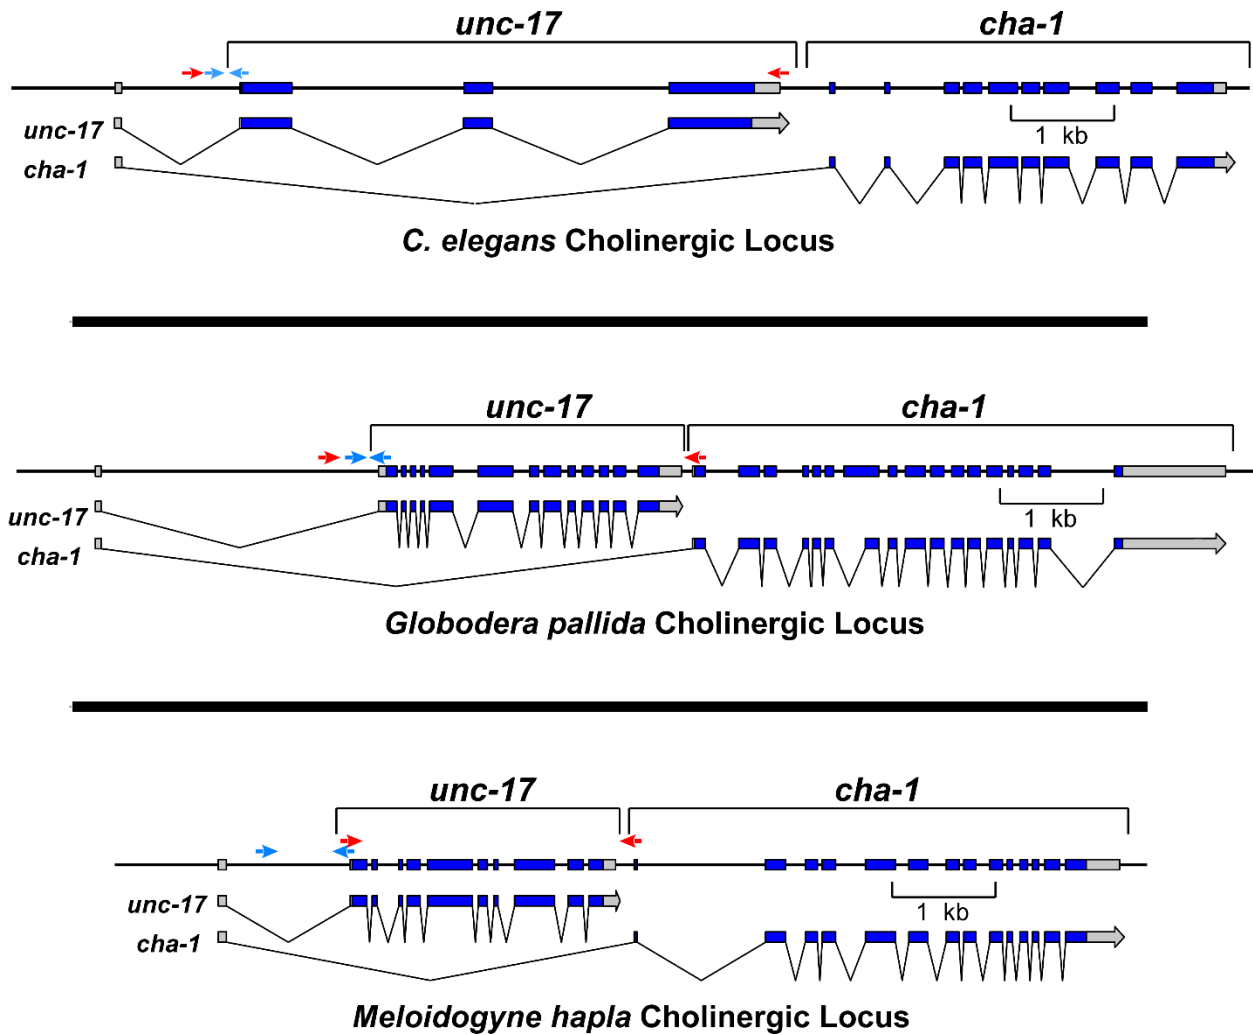 unc-17 cha-1
1 kb
unc-17
cha-1
C. elegans Cholinergic Locus
unc-17 cha-1
1 kb
unc-17
cha-1
Globodera pallida Cholinergic Locus
unc-17 cha-1
1 kb
unc-17
cha-1
Meloidogyne hapla Cholinergic Locus